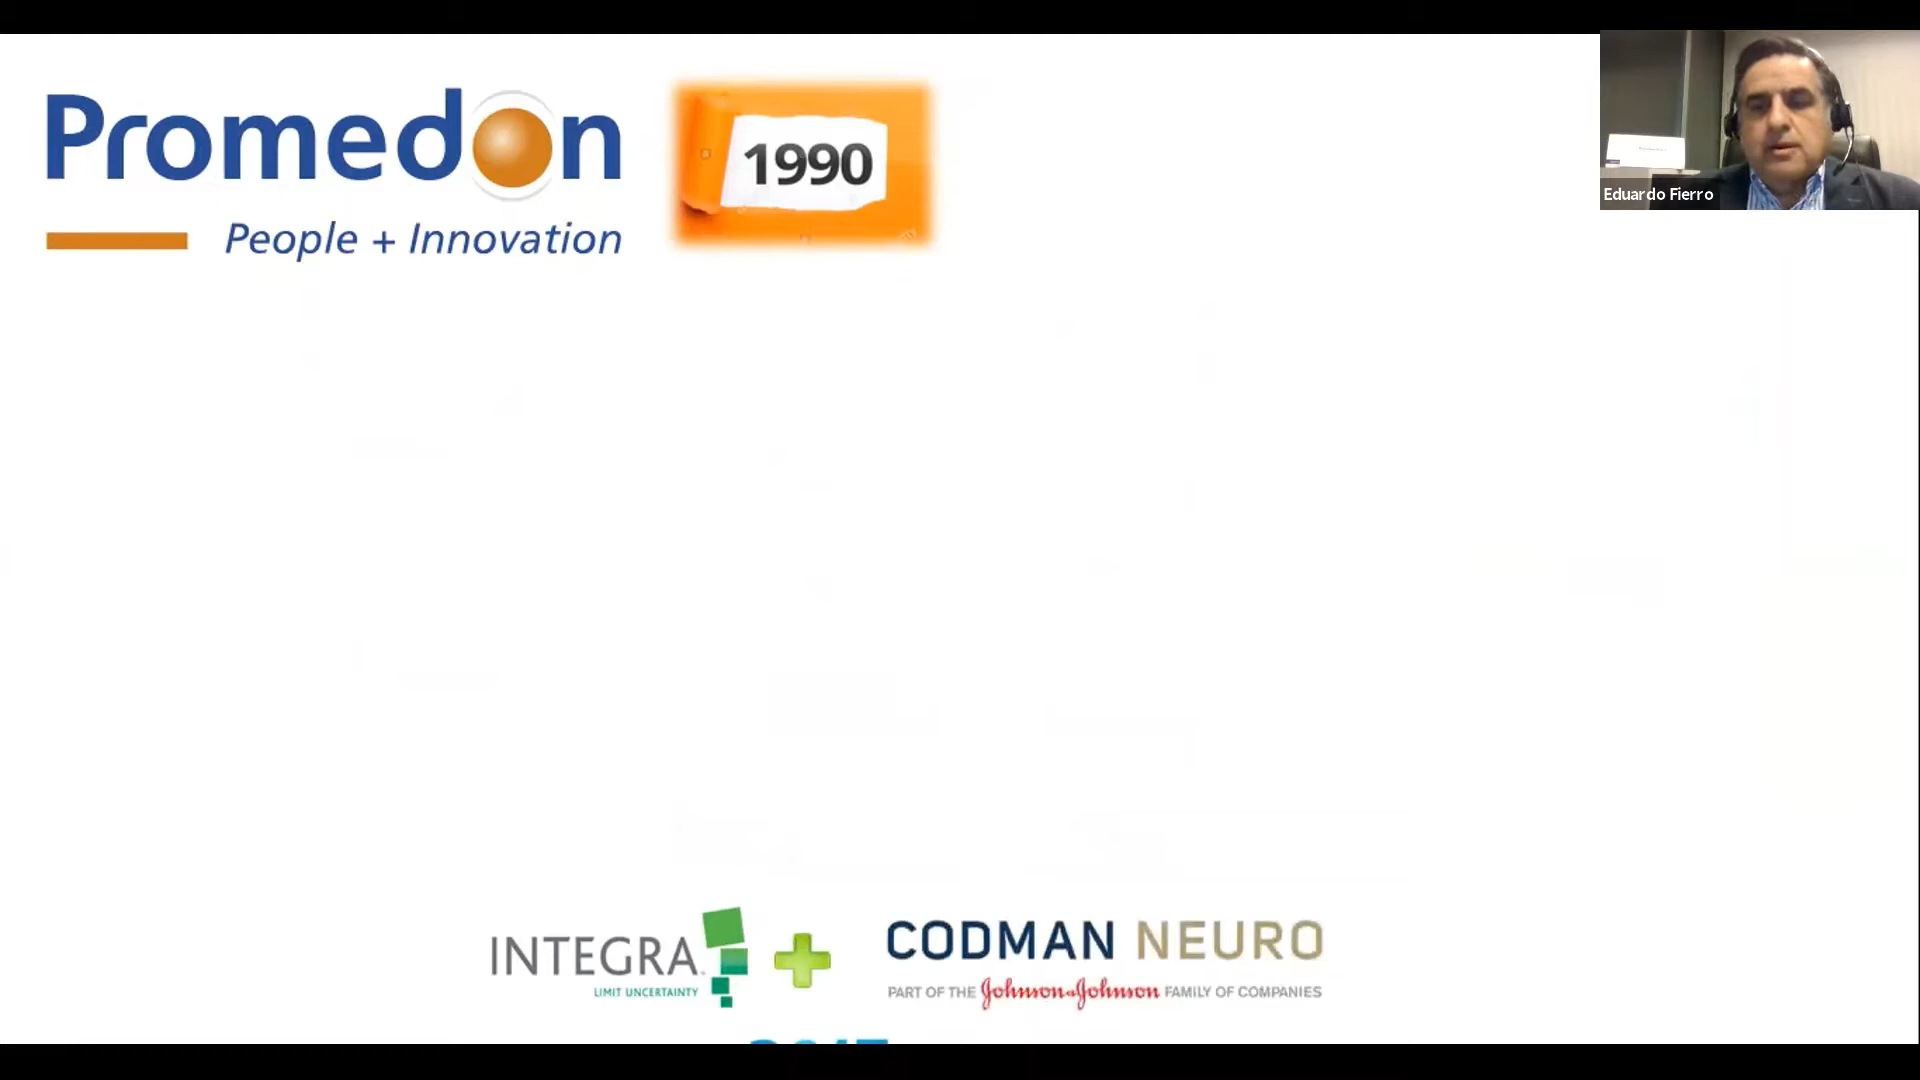 Promedon
1990
People + Innovation
Eduardo Fierro
INTEGRA
LIMIT UNCERTAINTY
CODMAN NEURO
PART OF THE Johnson & Johnson FAMILY OF COMPANIES